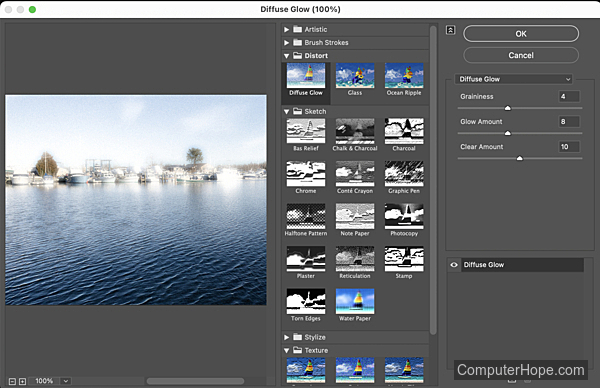 Diffuse Glow (100%)
Artistic
Brush Strokes
Distort
Diffuse Glow
Glass
Ocean Ripple
Sketch
Bas Relief
Chalk & Charcoal
Charcoal
Chrome
Conté Crayon
Graphic Pen
Halftone Pattern
Note Paper
Photocopy
Plaster
Reticulation
Stamp
Torn Edges
Water Paper
Stylize
Texture
OK
Cancel
Diffuse Glow
Graininess 4
Glow Amount 8
Clear Amount 10
Diffuse Glow
100%
ComputerHope.com